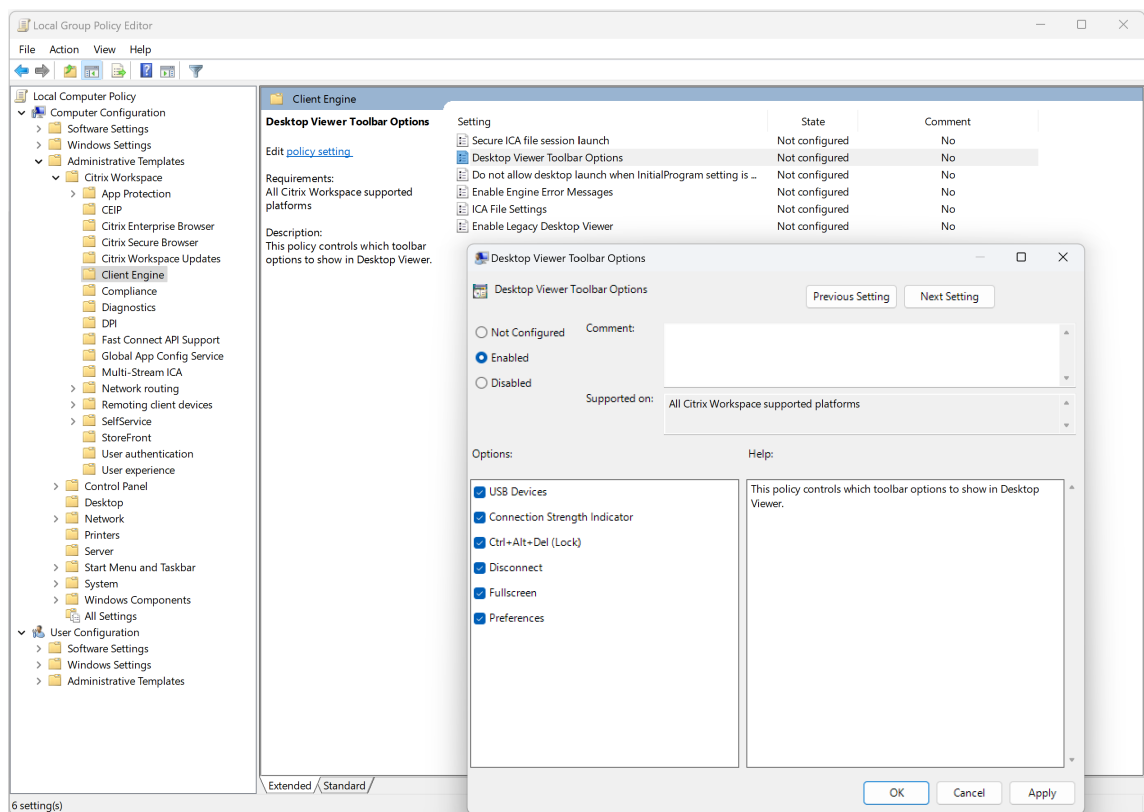 Local Group Policy Editor
File Action View Help
Local Computer Policy
Computer Configuration
Software Settings
Windows Settings
Administrative Templates
Citrix Workspace
App Protection
CEIP
Citrix Enterprise Browser
Citrix Secure Browser
Citrix Workspace Updates
Client Engine
Compliance
Diagnostics
DPI
Fast Connect API Support
Global App Config Service
Multi-Stream ICA
Network routing
Remoting client devices
SelfService
StoreFront
User authentication
User experience
Control Panel
Desktop
Network
Printers
Server
Start Menu and Taskbar
System
Windows Components
All Settings
User Configuration
Software Settings
Windows Settings
Administrative Templates
Client Engine
Desktop Viewer Toolbar Options
Edit policy setting
Requirements:
All Citrix Workspace supported
platforms
Description:
This policy controls which toolbar
options to show in Desktop Viewer.
Setting State Comment
Secure ICA file session launch Not configured No
Desktop Viewer Toolbar Options Not configured No
Do not allow desktop launch when InitialProgram setting is ... Not configured No
Enable Engine Error Messages Not configured No
ICA File Settings Not configured No
Enable Legacy Desktop Viewer Not configured No
Desktop Viewer Toolbar Options
Desktop Viewer Toolbar Options
Previous Setting Next Setting
Not Configured Comment:
Enabled
Disabled
Supported on: All Citrix Workspace supported platforms
Options: Help:
USB Devices
Connection Strength Indicator
Ctrl+Alt+Del (Lock)
Disconnect
Fullscreen
Preferences
This policy controls which toolbar options to show in Desktop
Viewer.
OK Cancel Apply
Extended Standard
6 setting(s)